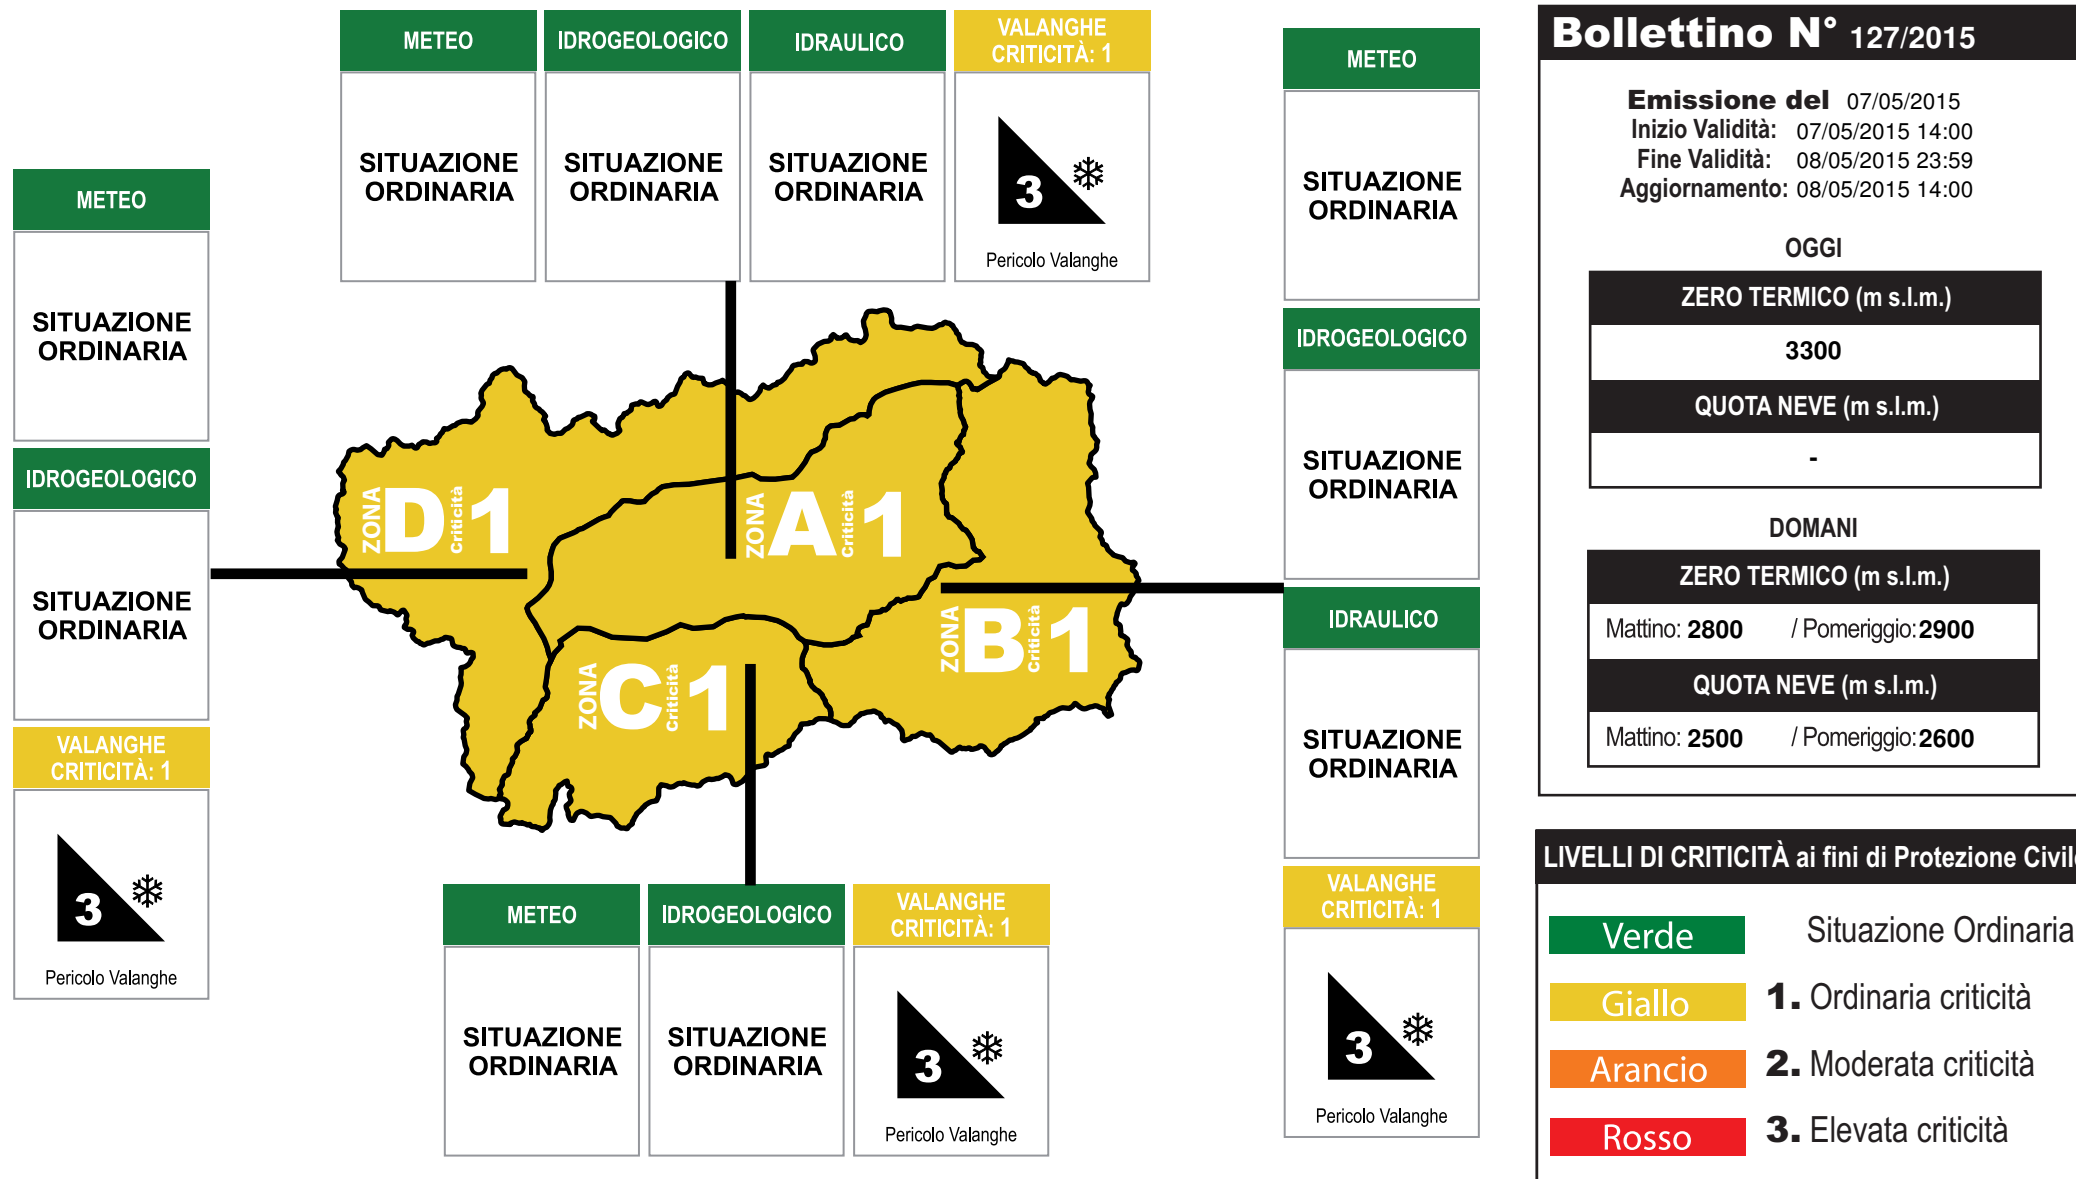 METEO
IDROGEOLOGICO
IDRAULICO
VALANGHE
CRITICITÀ: 1
SITUAZIONE
ORDINARIA
SITUAZIONE
ORDINARIA
SITUAZIONE
ORDINARIA
3
Pericolo Valanghe
METEO
SITUAZIONE
ORDINARIA
IDROGEOLOGICO
SITUAZIONE
ORDINARIA
VALANGHE
CRITICITÀ: 1
3
Pericolo Valanghe
ZONA D Criticità 1
ZONA A Criticità 1
ZONA B Criticità 1
ZONA C Criticità 1
METEO
IDROGEOLOGICO
VALANGHE
CRITICITÀ: 1
SITUAZIONE
ORDINARIA
SITUAZIONE
ORDINARIA
3
Pericolo Valanghe
METEO
SITUAZIONE
ORDINARIA
IDROGEOLOGICO
SITUAZIONE
ORDINARIA
IDRAULICO
SITUAZIONE
ORDINARIA
VALANGHE
CRITICITÀ: 1
3
Pericolo Valanghe
Bollettino N° 127/2015
Emissione del 07/05/2015
Inizio Validità: 07/05/2015 14:00
Fine Validità: 08/05/2015 23:59
Aggiornamento: 08/05/2015 14:00
OGGI
ZERO TERMICO (m s.l.m.)
3300
QUOTA NEVE (m s.l.m.)
-
DOMANI
ZERO TERMICO (m s.l.m.)
Mattino: 2800 / Pomeriggio: 2900
QUOTA NEVE (m s.l.m.)
Mattino: 2500 / Pomeriggio: 2600
LIVELLI DI CRITICITÀ ai fini di Protezione Civile
Verde Situazione Ordinaria
Giallo 1. Ordinaria criticità
Arancio 2. Moderata criticità
Rosso 3. Elevata criticità